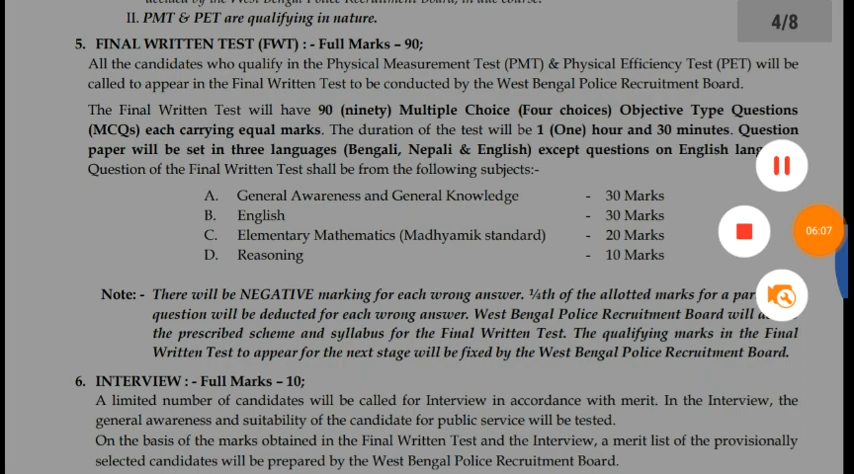 II. PMT & PET are qualifying in nature.
4/8
5. FINAL WRITTEN TEST (FWT) : - Full Marks – 90;
All the candidates who qualify in the Physical Measurement Test (PMT) & Physical Efficiency Test (PET) will be
called to appear in the Final Written Test to be conducted by the West Bengal Police Recruitment Board.
The Final Written Test will have 90 (ninety) Multiple Choice (Four choices) Objective Type Questions
(MCQs) each carrying equal marks. The duration of the test will be 1 (One) hour and 30 minutes. Question
paper will be set in three languages (Bengali, Nepali & English) except questions on English
Question of the Final Written Test shall be from the following subjects:-
A. General Awareness and General Knowledge - 30 Marks
B. English - 30 Marks
C. Elementary Mathematics (Madhyamik standard) - 20 Marks
D. Reasoning - 10 Marks
06:07
Note: - There will be NEGATIVE marking for each wrong answer. ¼th of the allotted marks for a
question will be deducted for each wrong answer. West Bengal Police Recruitment Board will
the prescribed scheme and syllabus for the Final Written Test. The qualifying marks in the Final
Written Test to appear for the next stage will be fixed by the West Bengal Police Recruitment Board.
6. INTERVIEW : - Full Marks – 10;
A limited number of candidates will be called for Interview in accordance with merit. In the Interview, the
general awareness and suitability of the candidate for public service will be tested.
On the basis of the marks obtained in the Final Written Test and the Interview, a merit list of the provisionally
selected candidates will be prepared by the West Bengal Police Recruitment Board.